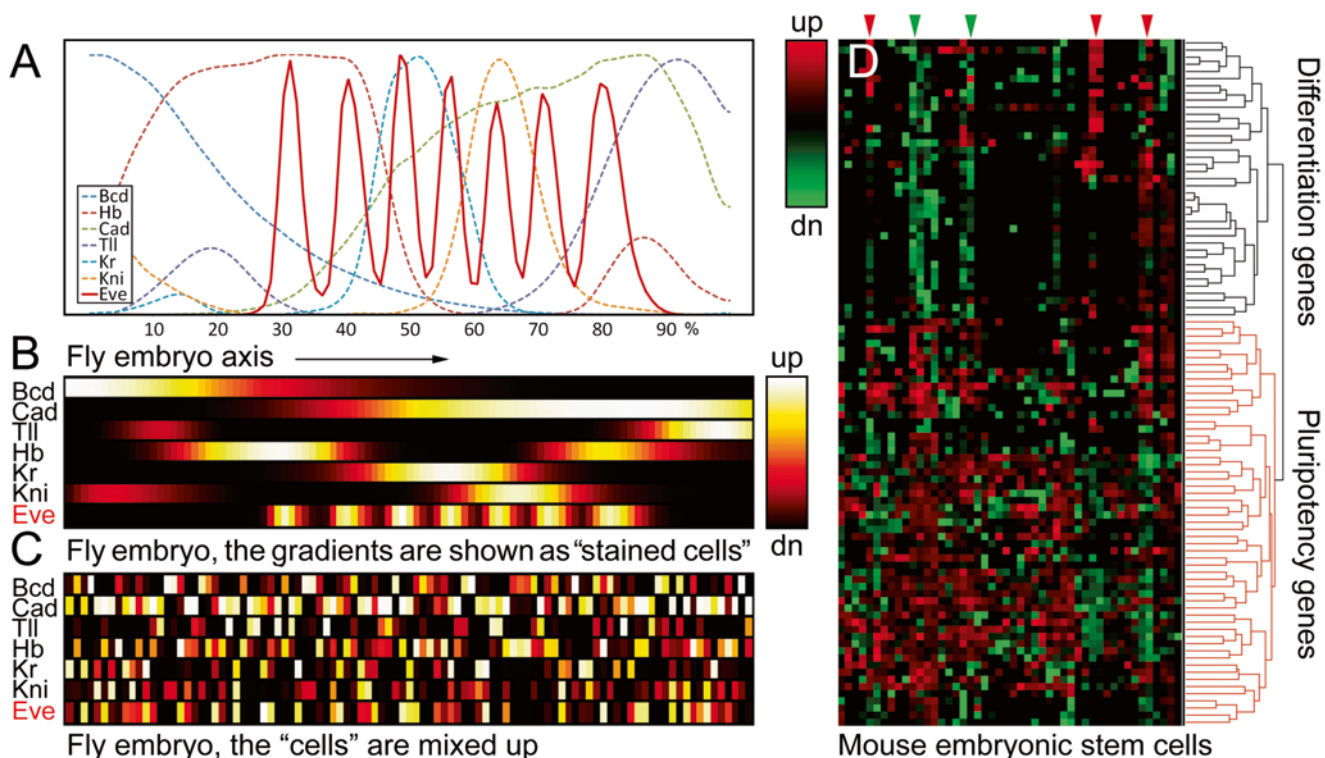 A
Bcd
Hb
Cad
Tll
Kr
Kni
Eve
10 20 30 40 50 60 70 80 90 %
Fly embryo axis
B
Bcd
Cad
Tll
Hb
Kr
Kni
Eve
up
dn
Fly embryo, the gradients are shown as “stained cells”
C
Bcd
Cad
Tll
Hb
Kr
Kni
Eve
Fly embryo, the “cells” are mixed up
up
dn
D
Differentiation genes
Pluripotency genes
Mouse embryonic stem cells